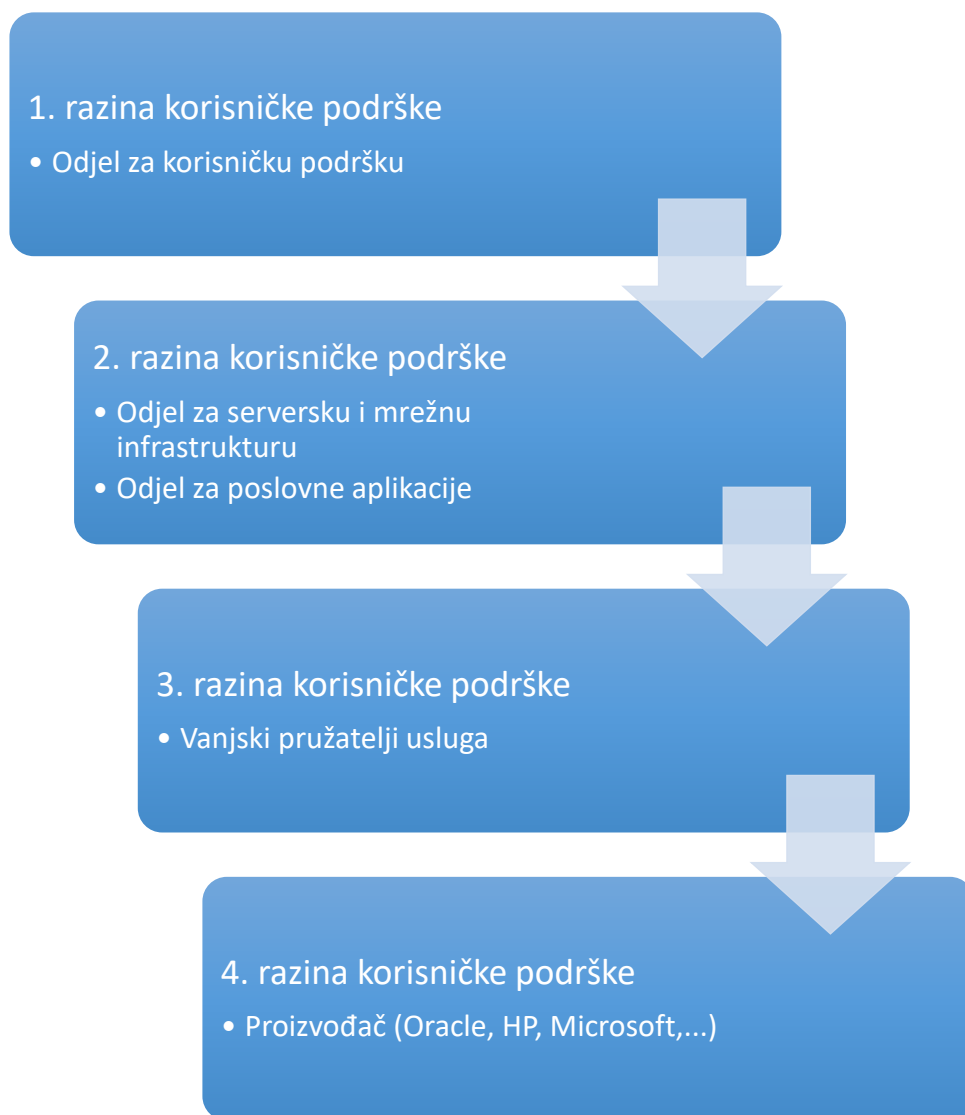 1. razina korisničke podrške
• Odjel za korisničku podršku
2. razina korisničke podrške
• Odjel za serversku i mrežnu
infrastrukturu
• Odjel za poslovne aplikacije
3. razina korisničke podrške
• Vanjski pružatelji usluga
4. razina korisničke podrške
• Proizvođač (Oracle, HP, Microsoft,...)